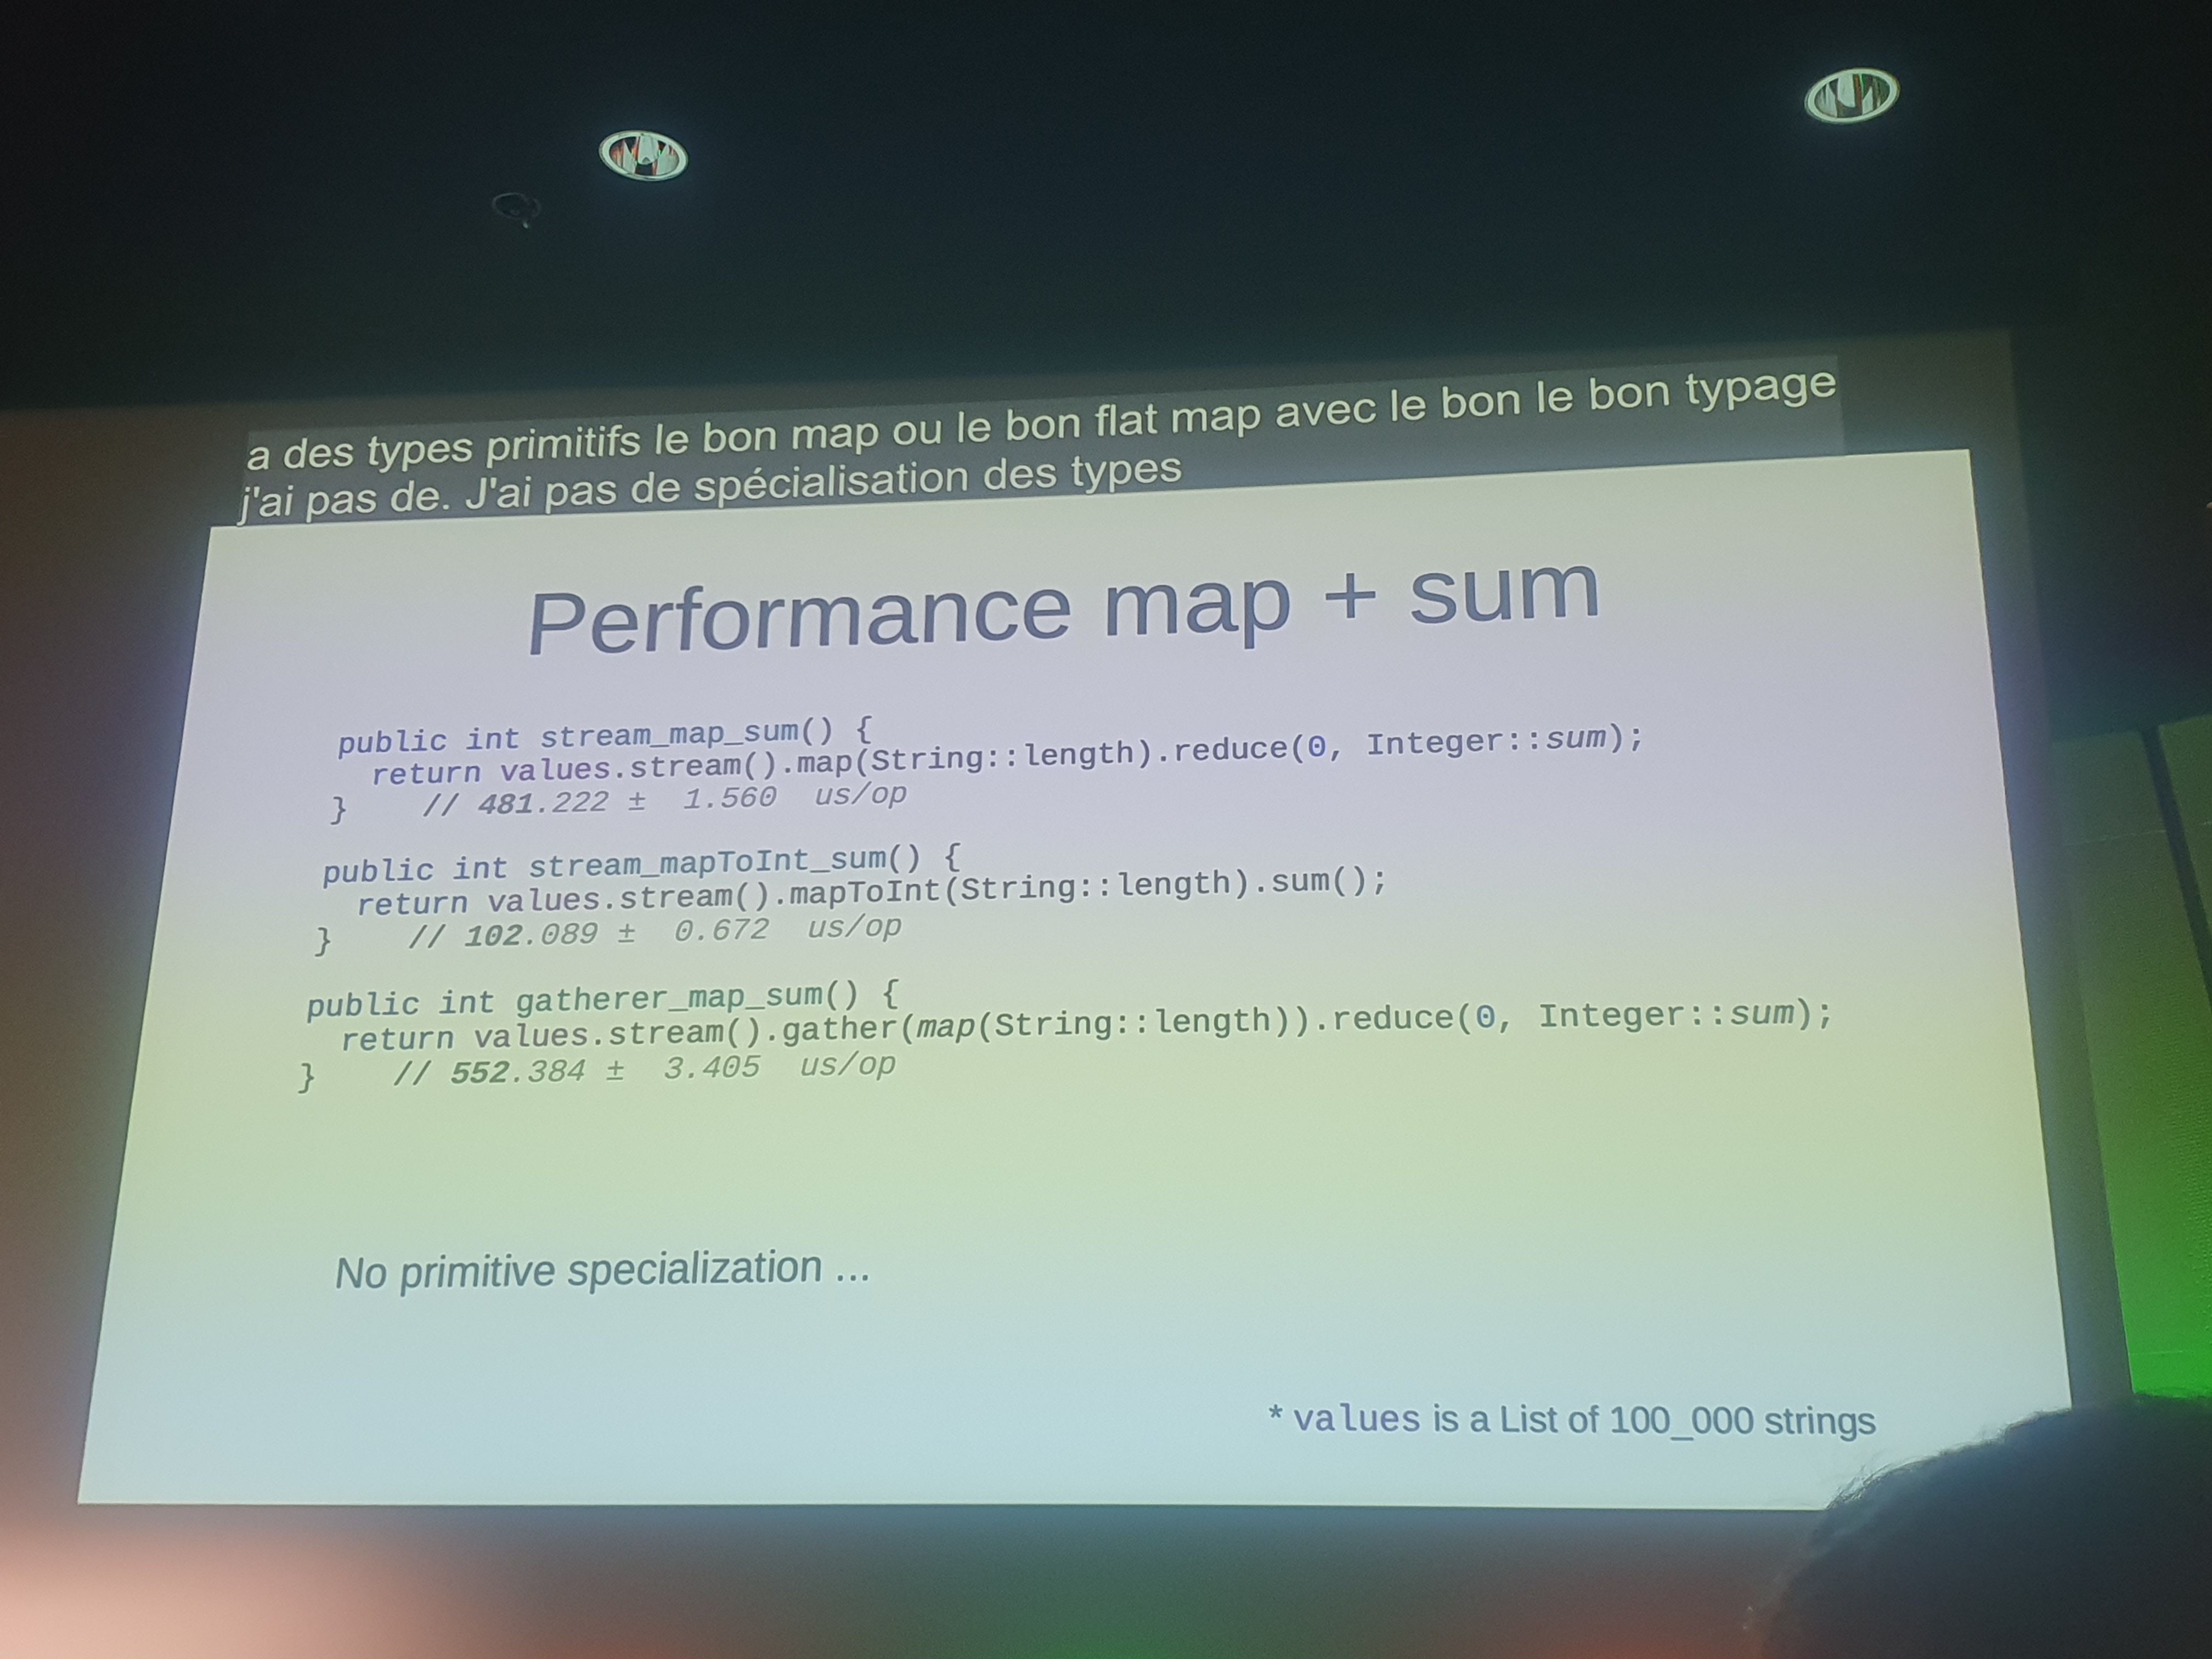 a des types primitifs le bon map ou le bon flat map avec le bon le bon typage
j'ai pas de. J'ai pas de spécialisation des types
Performance map + sum
public int stream_map_sum() {
return values.stream().map(String::length).reduce(0, Integer::sum);
} // 481.222 ± 1.560 us/op
public int stream_mapToInt_sum() {
return values.stream().mapToInt(String::length).sum();
} // 102.089 ± 0.672 us/op
public int gatherer_map_sum() {
return values.stream().gather(map(String::length)).reduce(0, Integer::sum);
} // 552.384 ± 3.405 us/op
No primitive specialization ...
* values is a List of 100_000 strings